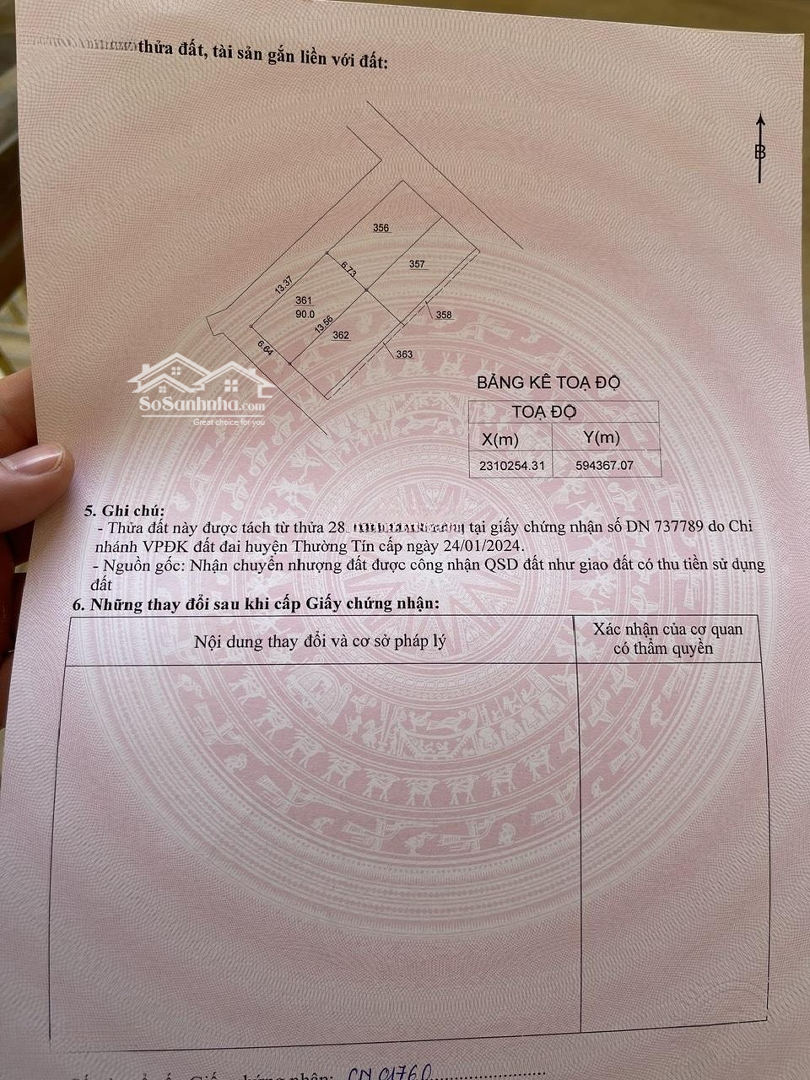 thửa đất, tài sản gắn liền với đất:
B
356
6.73
357
13.37
361
90.0
13.56
362
358
363
6.64
SoSanhnha.com
Great choice for you
BẢNG KÊ TOẠ ĐỘ
TOẠ ĐỘ
X(m) Y(m)
2310254.31 594367.07
5. Ghi chú:
- Thửa đất này được tách từ thửa 28 tại giấy chứng nhận số DN 737789 do Chi
nhánh VPĐK đất đai huyện Thường Tín cấp ngày 24/01/2024.
- Nguồn gốc: Nhận chuyển nhượng đất được công nhận QSD đất như giao đất có thu tiền sử dụng
đất
6. Những thay đổi sau khi cấp Giấy chứng nhận:
Nội dung thay đổi và cơ sở pháp lý
Xác nhận của cơ quan
có thẩm quyền